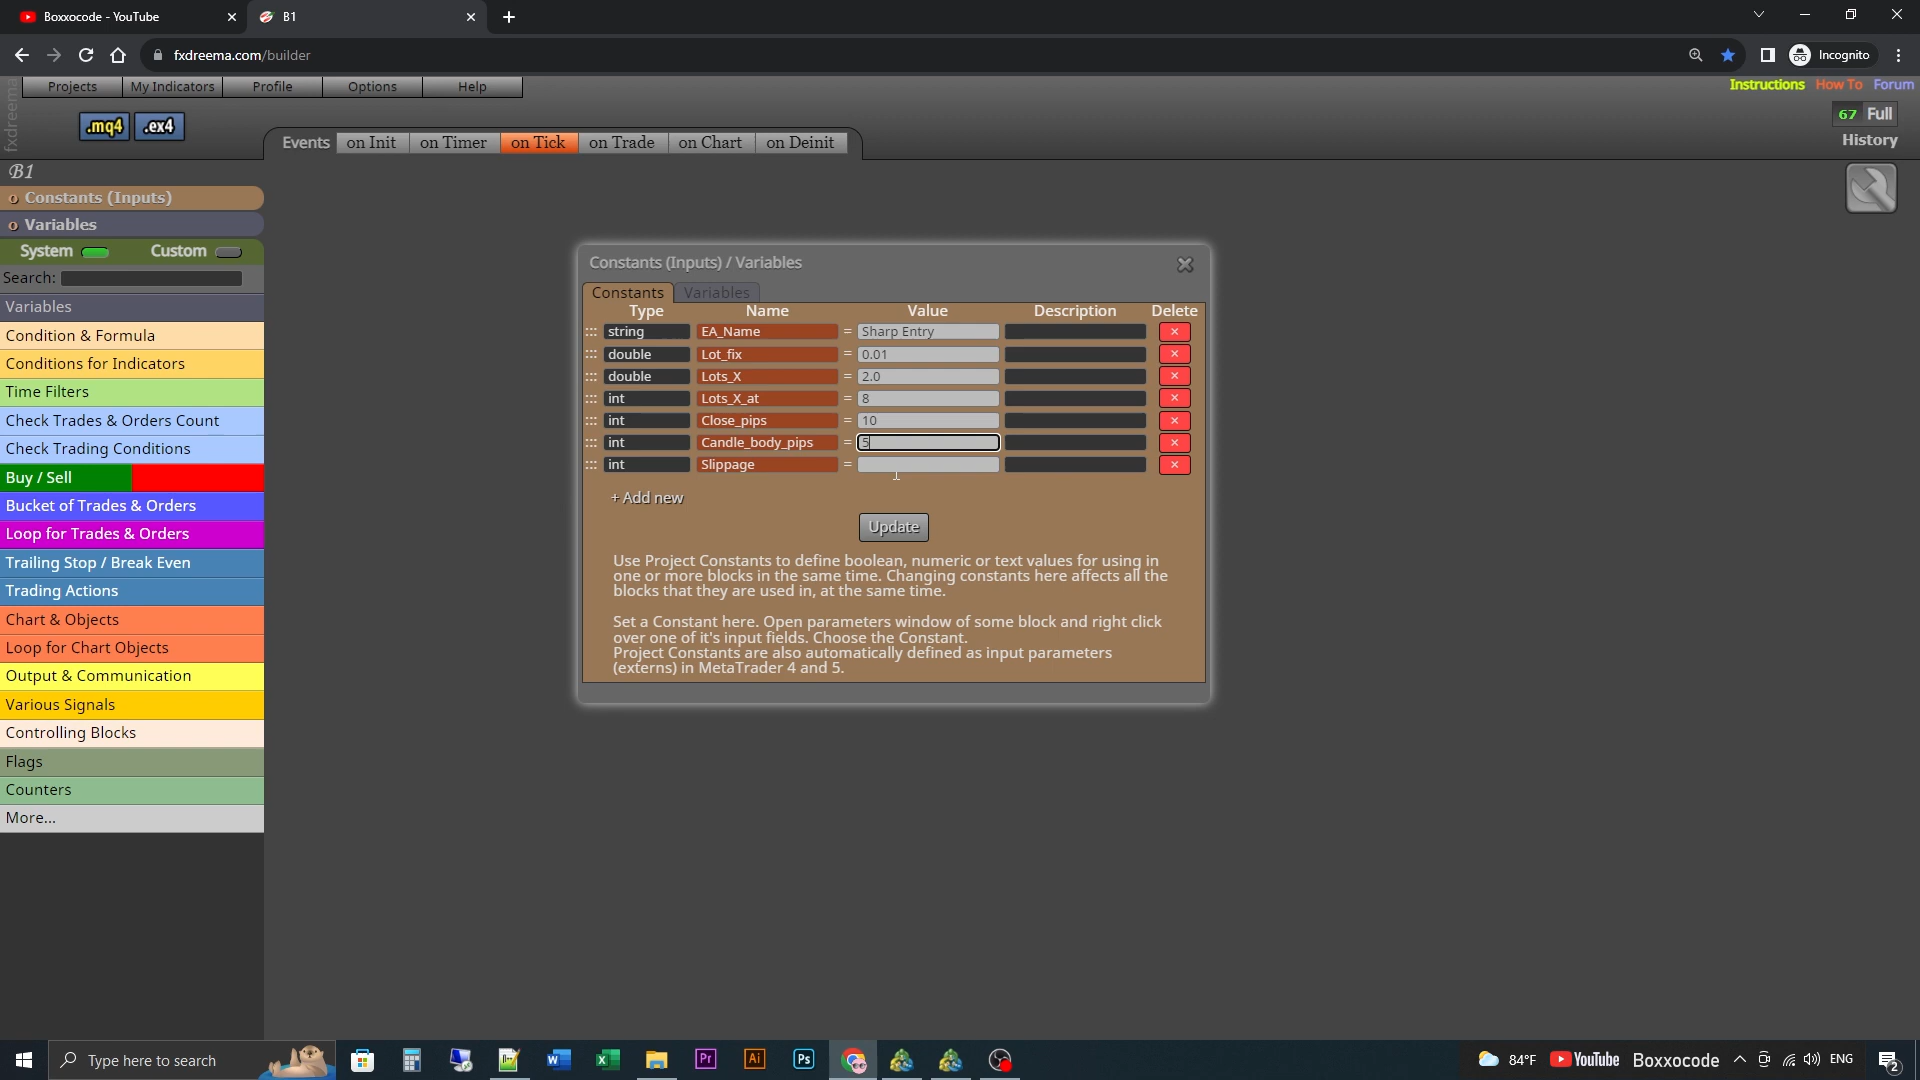 Boxxocode - YouTube
B1
fxdreema.com/builder
Incognito
fxdreema
Projects
My Indicators
Profile
Options
Help
Instructions
How To
Forum
.mq4
.ex4
67 Full
History
Events
on Init
on Timer
on Tick
on Trade
on Chart
on Deinit
B1
Constants (Inputs)
Variables
System
Custom
Search:
Variables
Condition & Formula
Conditions for Indicators
Time Filters
Check Trades & Orders Count
Check Trading Conditions
Buy / Sell
Bucket of Trades & Orders
Loop for Trades & Orders
Trailing Stop / Break Even
Trading Actions
Chart & Objects
Loop for Chart Objects
Output & Communication
Various Signals
Controlling Blocks
Flags
Counters
More...
Constants (Inputs) / Variables
Constants
Variables
Type Name Value Description Delete
::: string EA_Name = Sharp Entry ×
::: double Lot_fix = 0.01 ×
::: double Lots_X = 2.0 ×
::: int Lots_X_at = 8 ×
::: int Close_pips = 10 ×
::: int Candle_body_pips = 5 ×
::: int Slippage = ×
+ Add new
Update
Use Project Constants to define boolean, numeric or text values for using in
one or more blocks in the same time. Changing constants here affects all the
blocks that they are used in, at the same time.
Set a Constant here. Open parameters window of some block and right click
over one of it's input fields. Choose the Constant.
Project Constants are also automatically defined as input parameters
(externs) in MetaTrader 4 and 5.
Type here to search
W
X
Pr
Ai
Ps
84°F
YouTube
Boxxocode
ENG
2